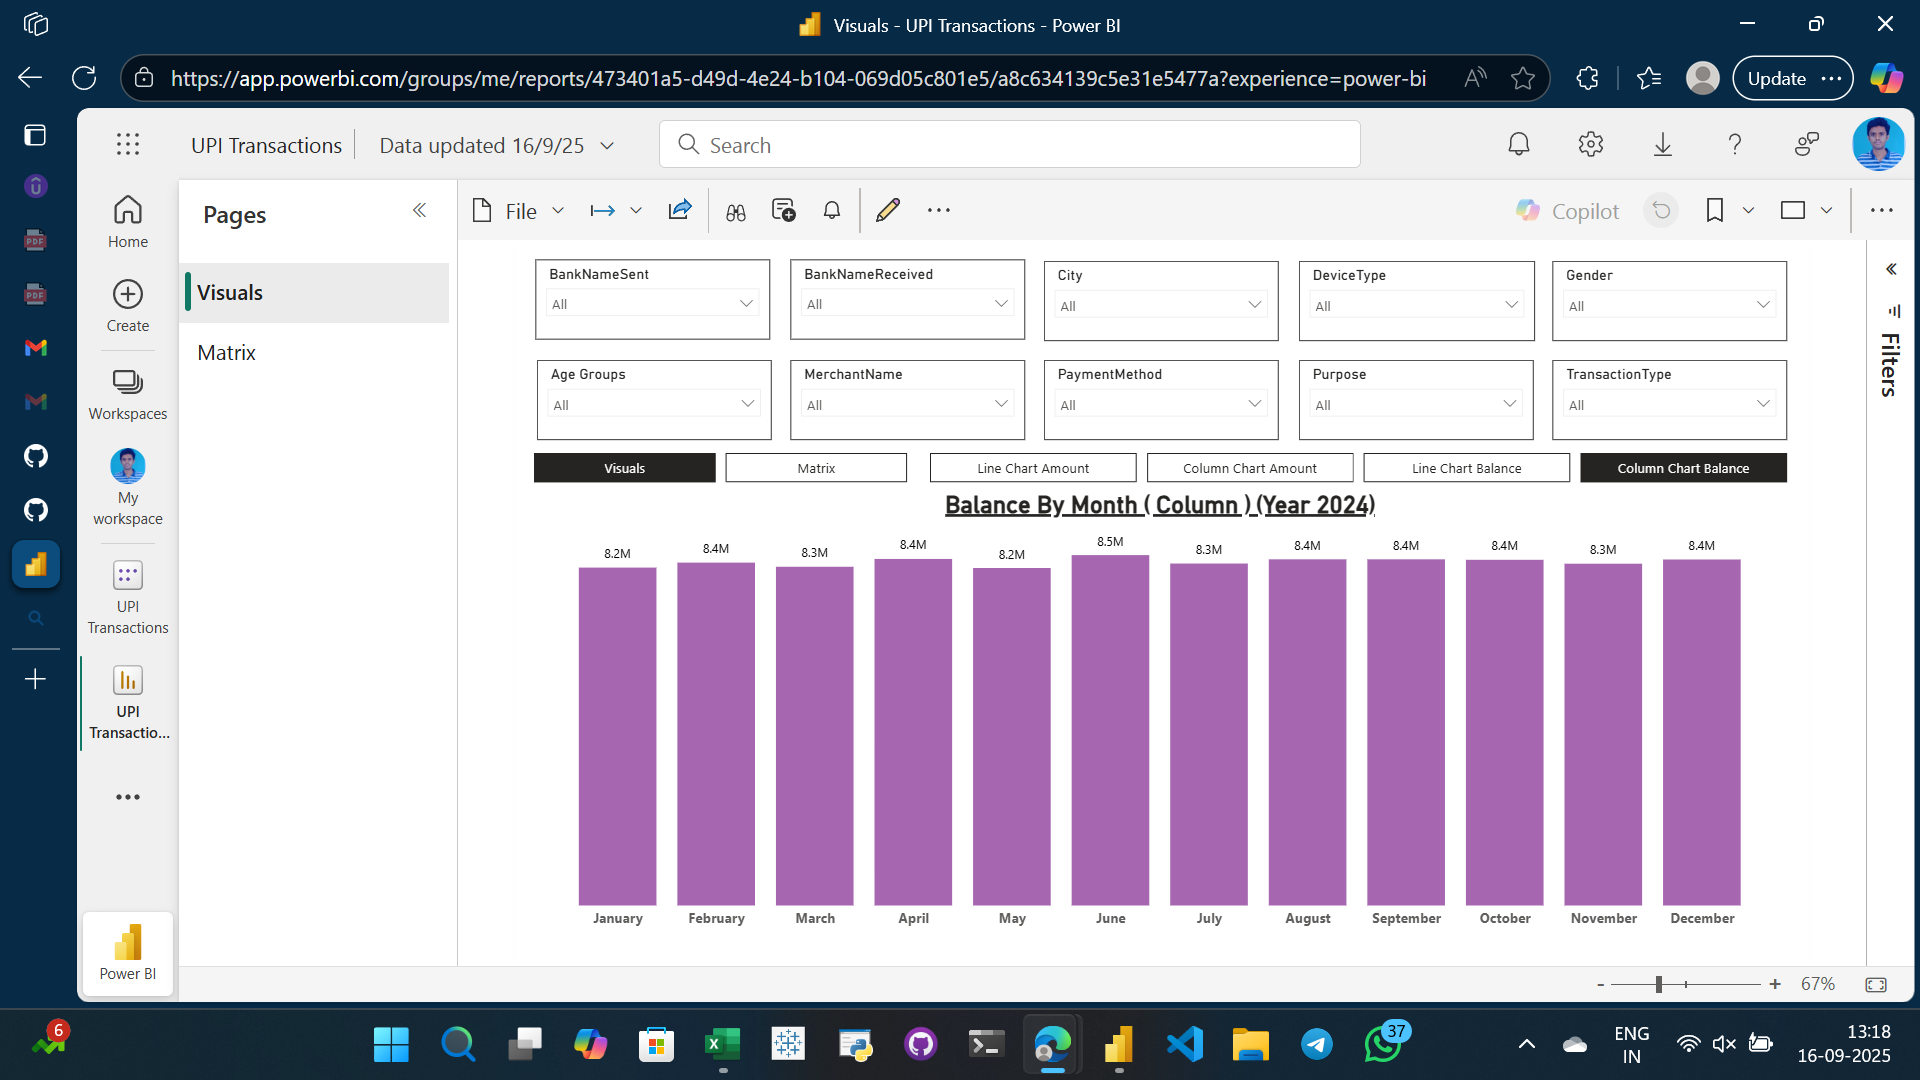 Visuals - UPI Transactions - Power BI
https://app.powerbi.com/groups/me/reports/473401a5-d49d-4e24-b104-069d05c801e5/a8c634139c5e31e5477a?experience=power-bi
Update
UPI Transactions
Data updated 16/9/25
Search
Home
Create
Workspaces
My
workspace
UPI
Transactions
UPI
Transactio...
Power BI
Pages
Visuals
Matrix
File
Copilot
BankNameSent
All
BankNameReceived
All
City
All
DeviceType
All
Gender
All
Age Groups
All
MerchantName
All
PaymentMethod
All
Purpose
All
TransactionType
All
Visuals
Matrix
Line Chart Amount
Column Chart Amount
Line Chart Balance
Column Chart Balance
Balance By Month ( Column ) (Year 2024)
8.2M
8.4M
8.3M
8.4M
8.2M
8.5M
8.3M
8.4M
8.4M
8.4M
8.3M
8.4M
January
February
March
April
May
June
July
August
September
October
November
December
Filters
- + 67%
PDF
PDF
6
37
ENG
IN
13:18
16-09-2025